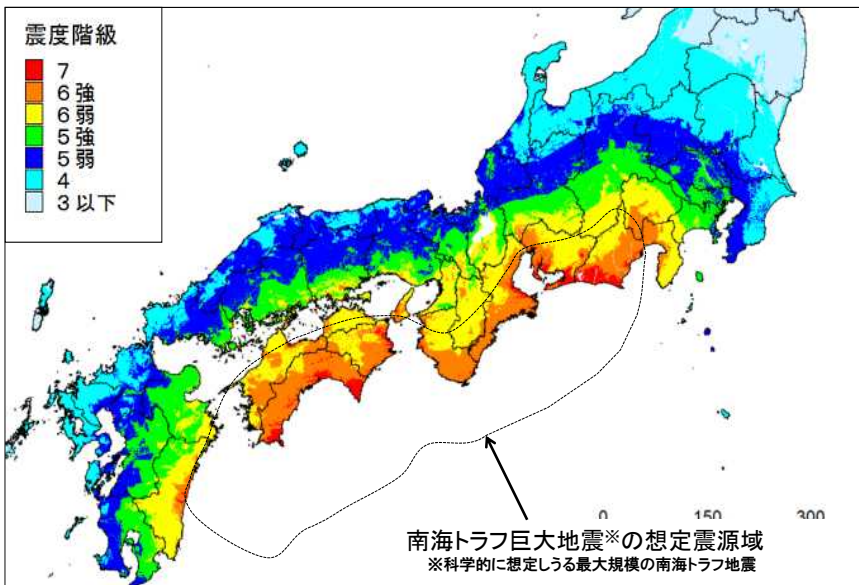 震度階級
7
6強
6弱
5強
5弱
4
3以下
0 150 300
南海トラフ巨大地震※の想定震源域
※科学的に想定しうる最大規模の南海トラフ地震